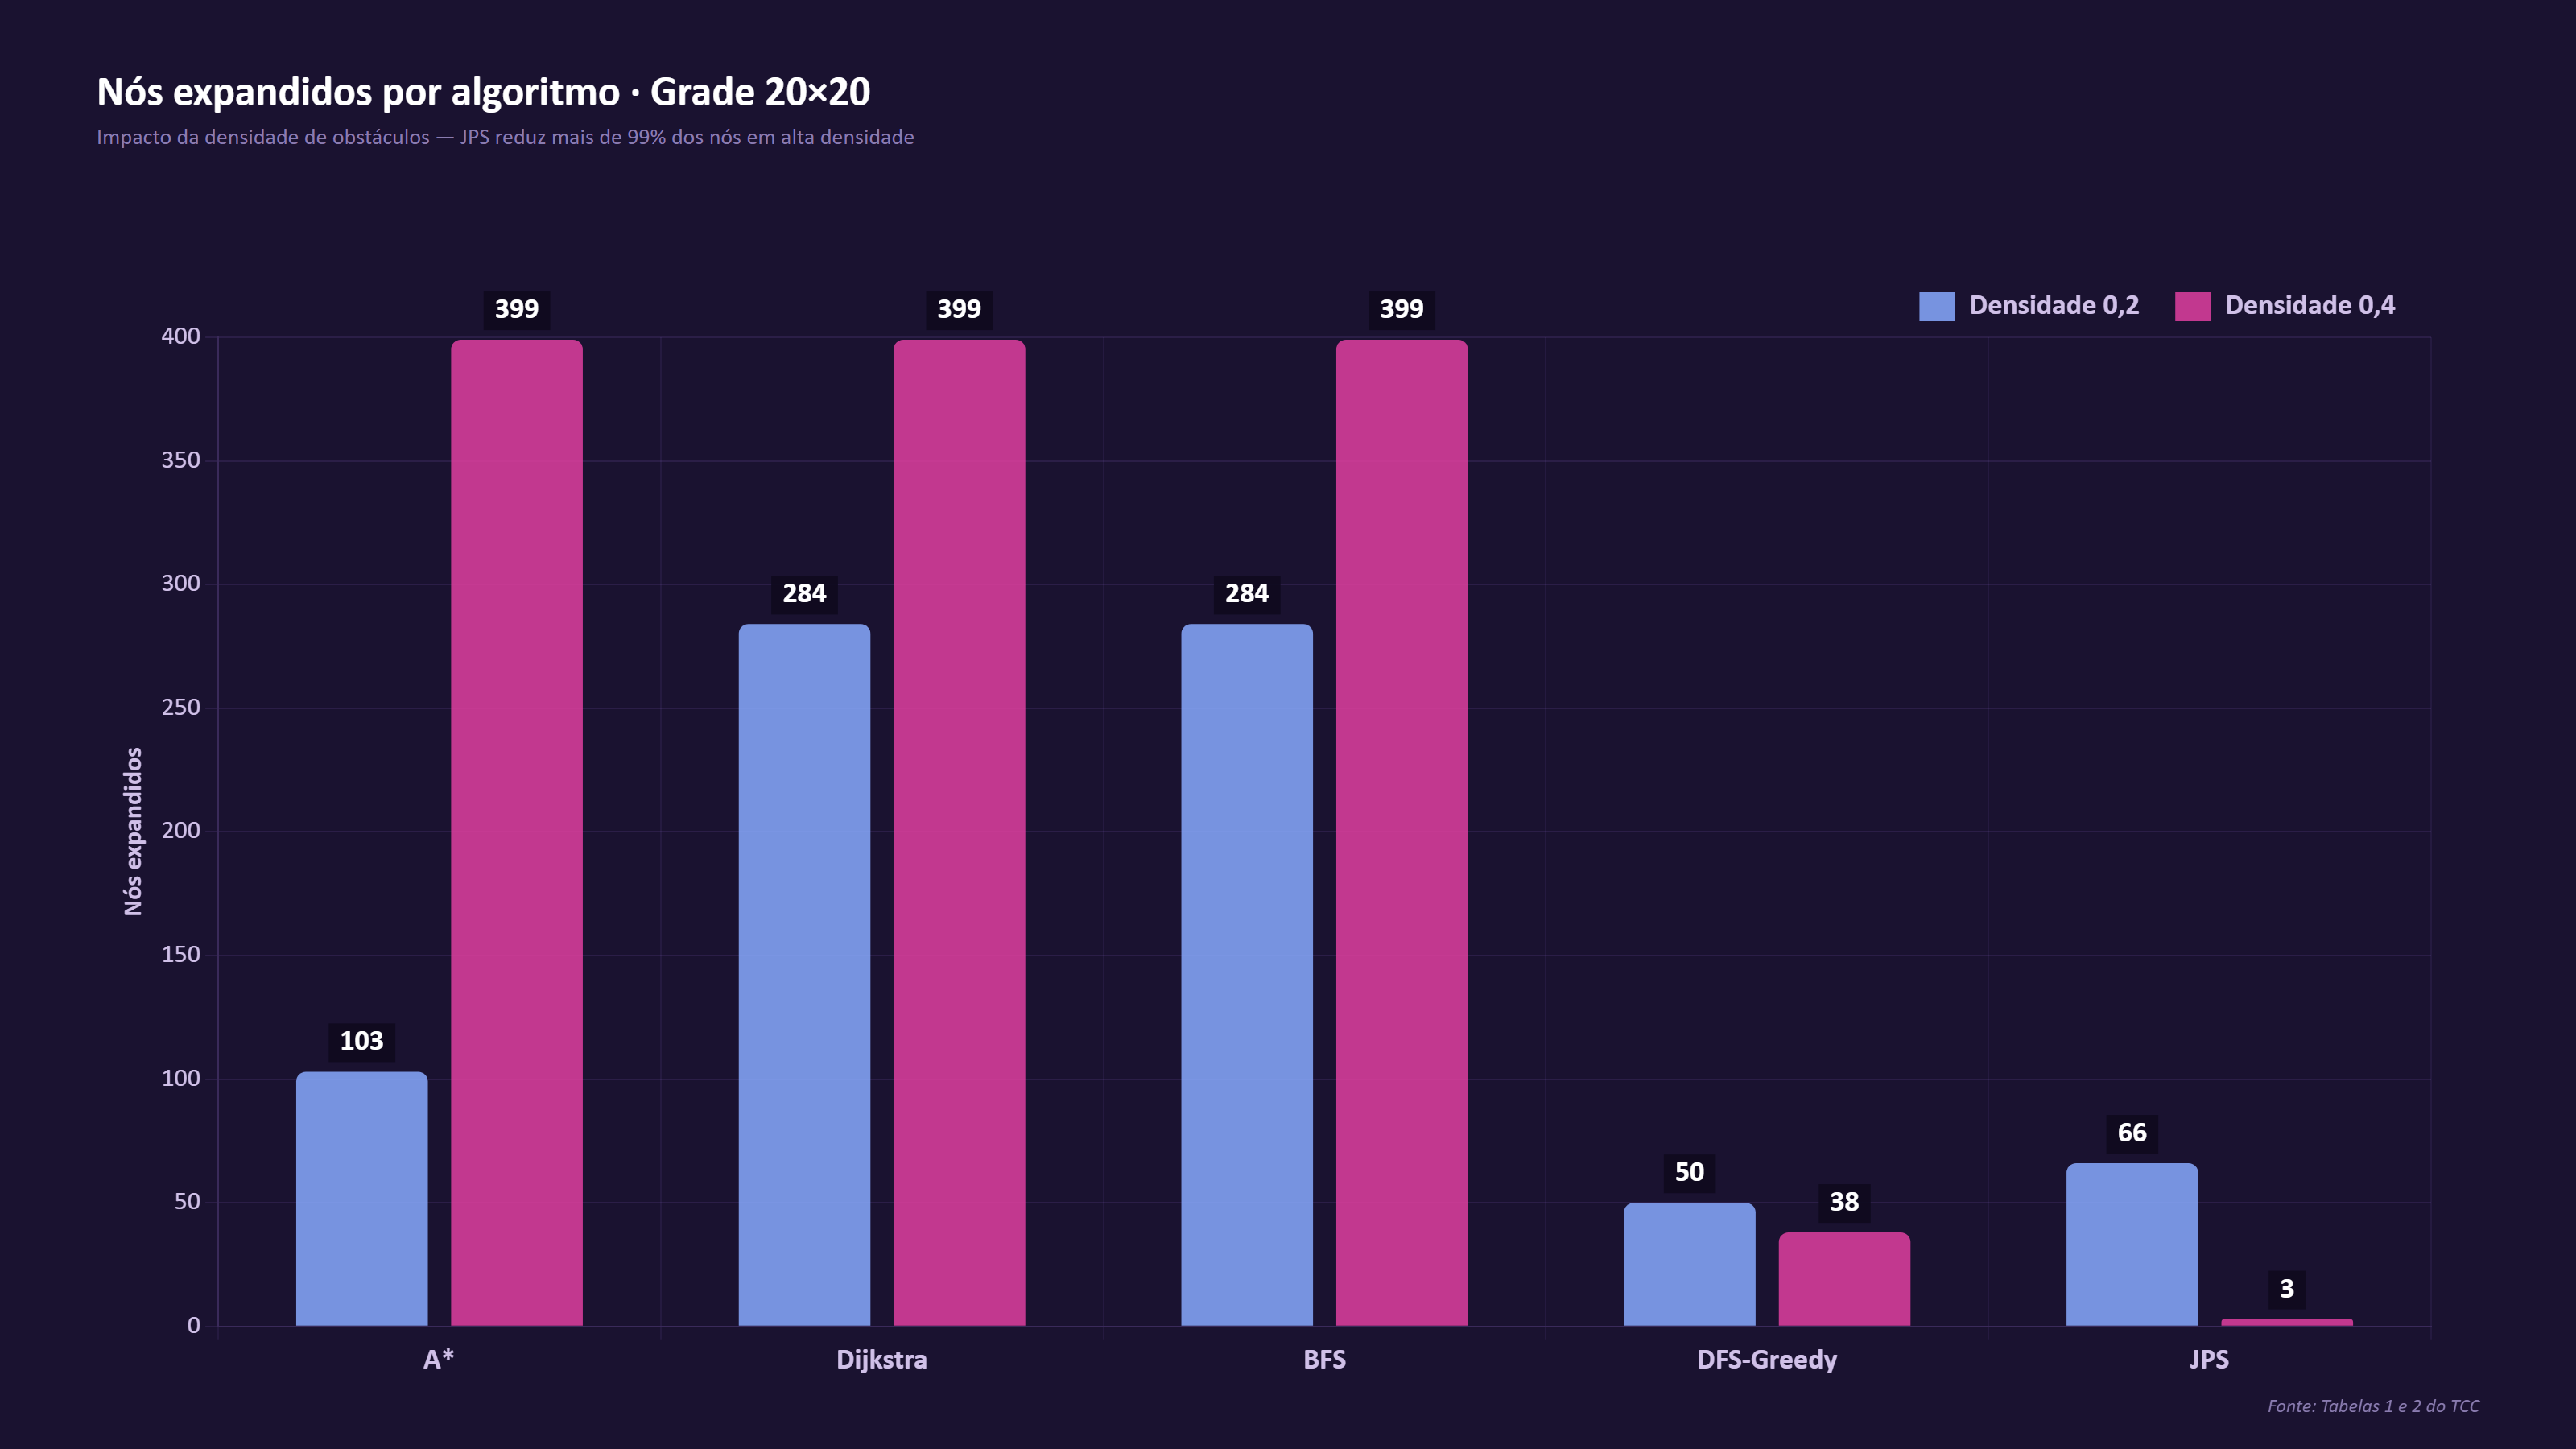 Nós expandidos por algoritmo · Grade 20×20
Impacto da densidade de obstáculos — JPS reduz mais de 99% dos nós em alta densidade
Densidade 0,2
Densidade 0,4
Nós expandidos
400
350
300
250
200
150
100
50
0
103
399
284
399
284
399
50
38
66
3
A*
Dijkstra
BFS
DFS-Greedy
JPS
Fonte: Tabelas 1 e 2 do TCC